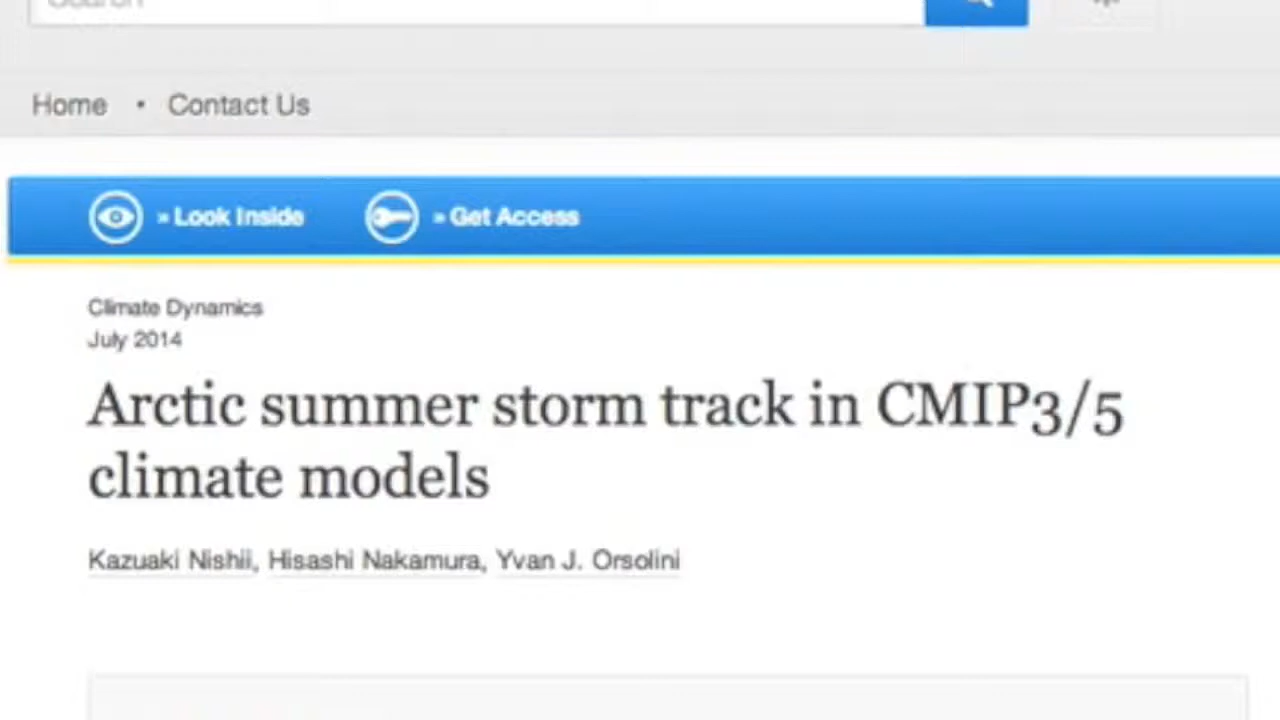 Search
Home • Contact Us
» Look Inside » Get Access
Climate Dynamics
July 2014
Arctic summer storm track in CMIP3/5
climate models
Kazuaki Nishii, Hisashi Nakamura, Yvan J. Orsolini